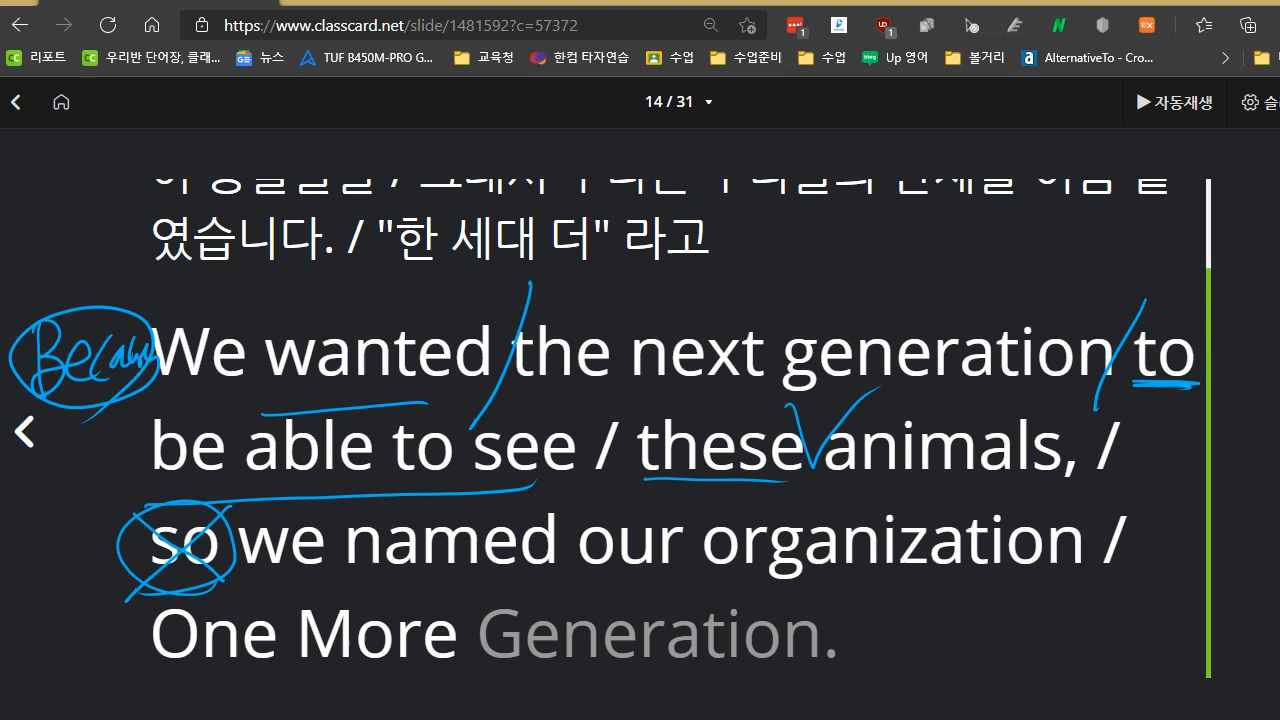 https://www.classcard.net/slide/1481592?c=57372
리포트 우리반 단어장, 클래... 뉴스 TUF B450M-PRO G... 교육청 한컴 타자연습 수업 수업준비 수업 Up 영어 볼거리 AlternativeTo - Cro...
14 / 31 자동재생 슬
였습니다. / "한 세대 더" 라고
We wanted the next generation to
be able to see / these animals, /
so we named our organization /
One More Generation.